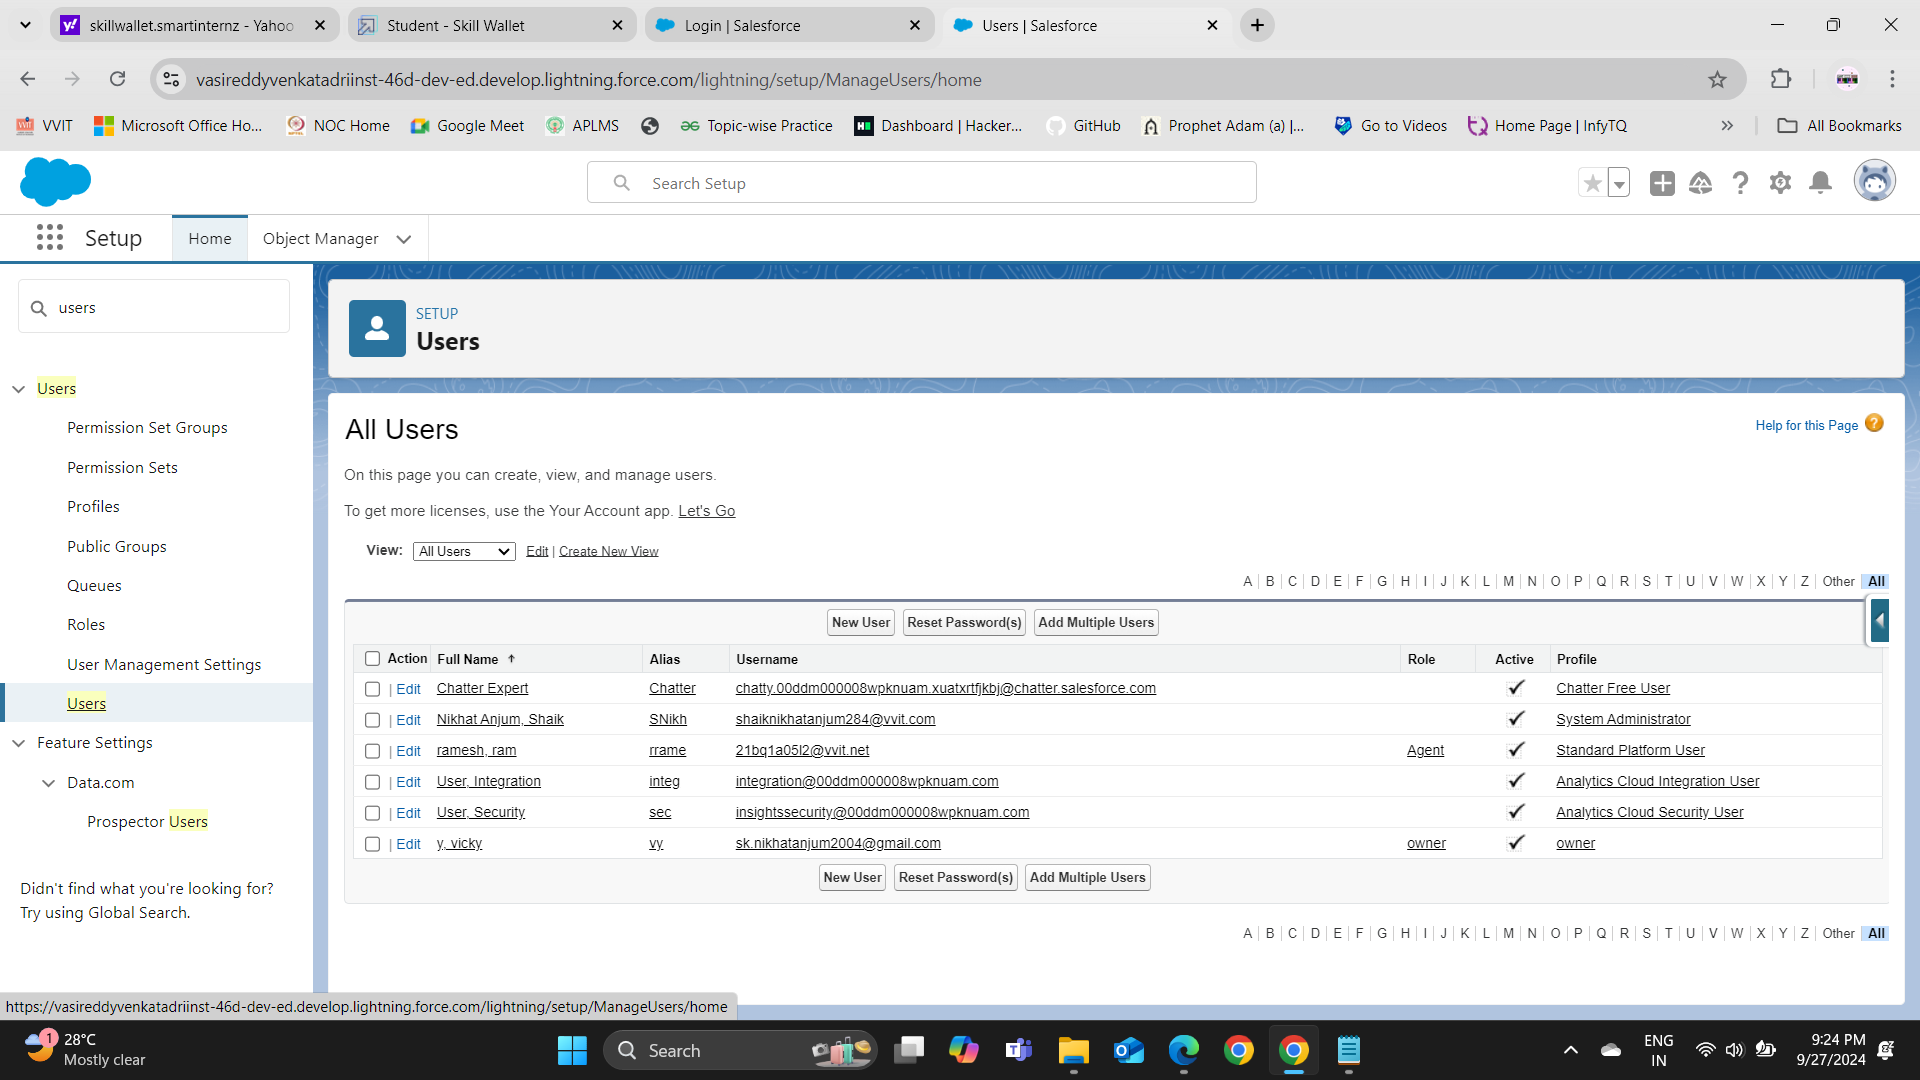 skillwallet.smartinternz - Yahoo
Student - Skill Wallet
Login | Salesforce
Users | Salesforce
vasireddyvenkatadriinst-46d-dev-ed.develop.lightning.force.com/lightning/setup/ManageUsers/home
VVIT
Microsoft Office Ho...
NOC Home
Google Meet
APLMS
Topic-wise Practice
Dashboard | Hacker...
GitHub
Prophet Adam (a) |...
Go to Videos
Home Page | InfyTQ
All Bookmarks
Search Setup
Setup
Home
Object Manager
users
Users
Permission Set Groups
Permission Sets
Profiles
Public Groups
Queues
Roles
User Management Settings
Users
Feature Settings
Data.com
Prospector Users
Didn't find what you're looking for?
Try using Global Search.
SETUP
Users
All Users
Help for this Page ?
On this page you can create, view, and manage users.
To get more licenses, use the Your Account app. Let's Go
View: All Users Edit | Create New View
A | B | C | D | E | F | G | H | I | J | K | L | M | N | O | P | Q | R | S | T | U | V | W | X | Y | Z | Other | All
New User Reset Password(s) Add Multiple Users
Action Full Name ↑ Alias Username Role Active Profile
| Edit Chatter Expert Chatter chatty.00ddm000008wpknuam.xuatxrtfjkbj@chatter.salesforce.com ✓ Chatter Free User
| Edit Nikhat Anjum, Shaik SNikh shaiknikhatanjum284@vvit.com ✓ System Administrator
| Edit ramesh, ram rrame 21bq1a05l2@vvit.net Agent ✓ Standard Platform User
| Edit User, Integration integ integration@00ddm000008wpknuam.com ✓ Analytics Cloud Integration User
| Edit User, Security sec insightssecurity@00ddm000008wpknuam.com ✓ Analytics Cloud Security User
| Edit y, vicky vy sk.nikhatanjum2004@gmail.com owner ✓ owner
New User Reset Password(s) Add Multiple Users
A | B | C | D | E | F | G | H | I | J | K | L | M | N | O | P | Q | R | S | T | U | V | W | X | Y | Z | Other | All
https://vasireddyvenkatadriinst-46d-dev-ed.develop.lightning.force.com/lightning/setup/ManageUsers/home
1
28°C
Mostly clear
Search
ENG
IN
9:24 PM
9/27/2024